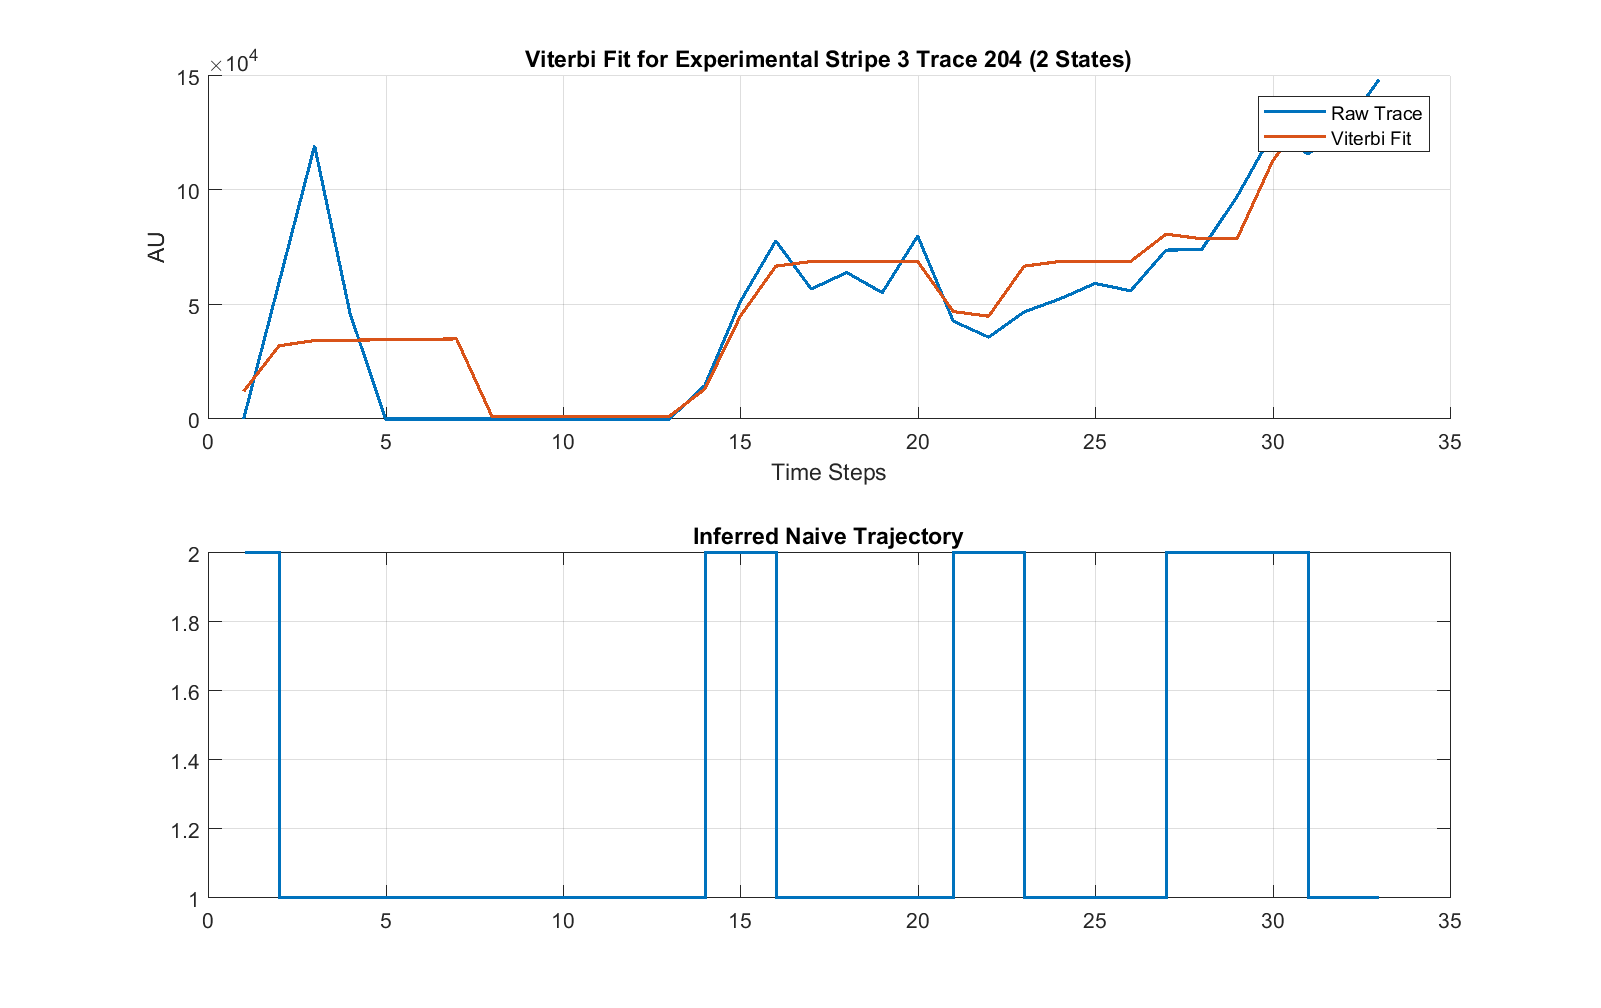 Viterbi Fit for Experimental Stripe 3 Trace 204 (2 States)
×10⁴
15
10
5
0
AU
Raw Trace
Viterbi Fit
0 5 10 15 20 25 30 35
Time Steps
Inferred Naive Trajectory
2
1.8
1.6
1.4
1.2
1
0 5 10 15 20 25 30 35